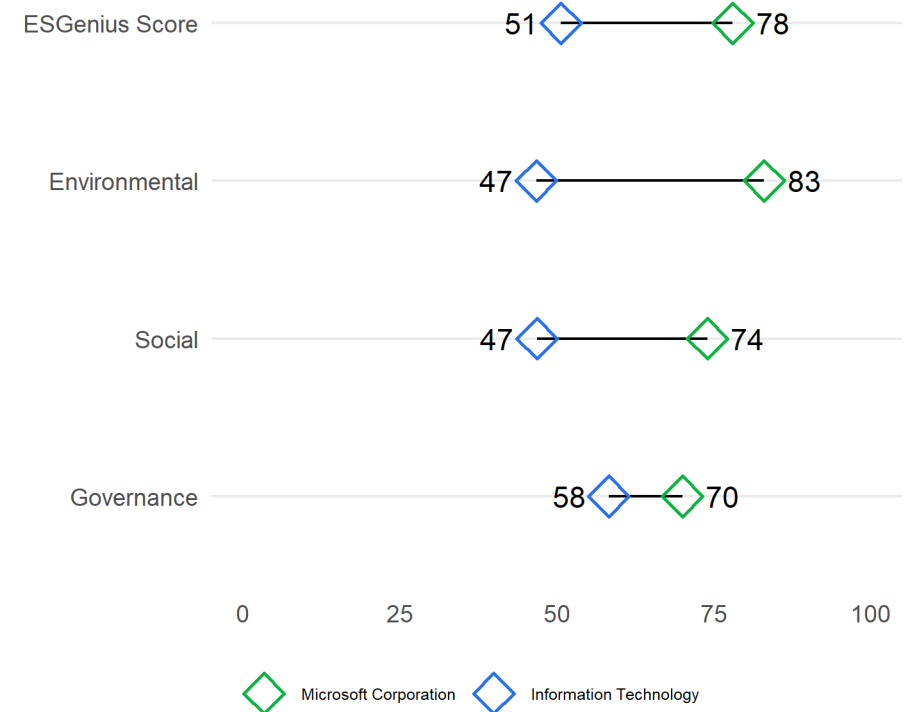 ESGenius Score 51 78
Environmental 47 83
Social 47 74
Governance 58 70
0 25 50 75 100
Microsoft Corporation Information Technology